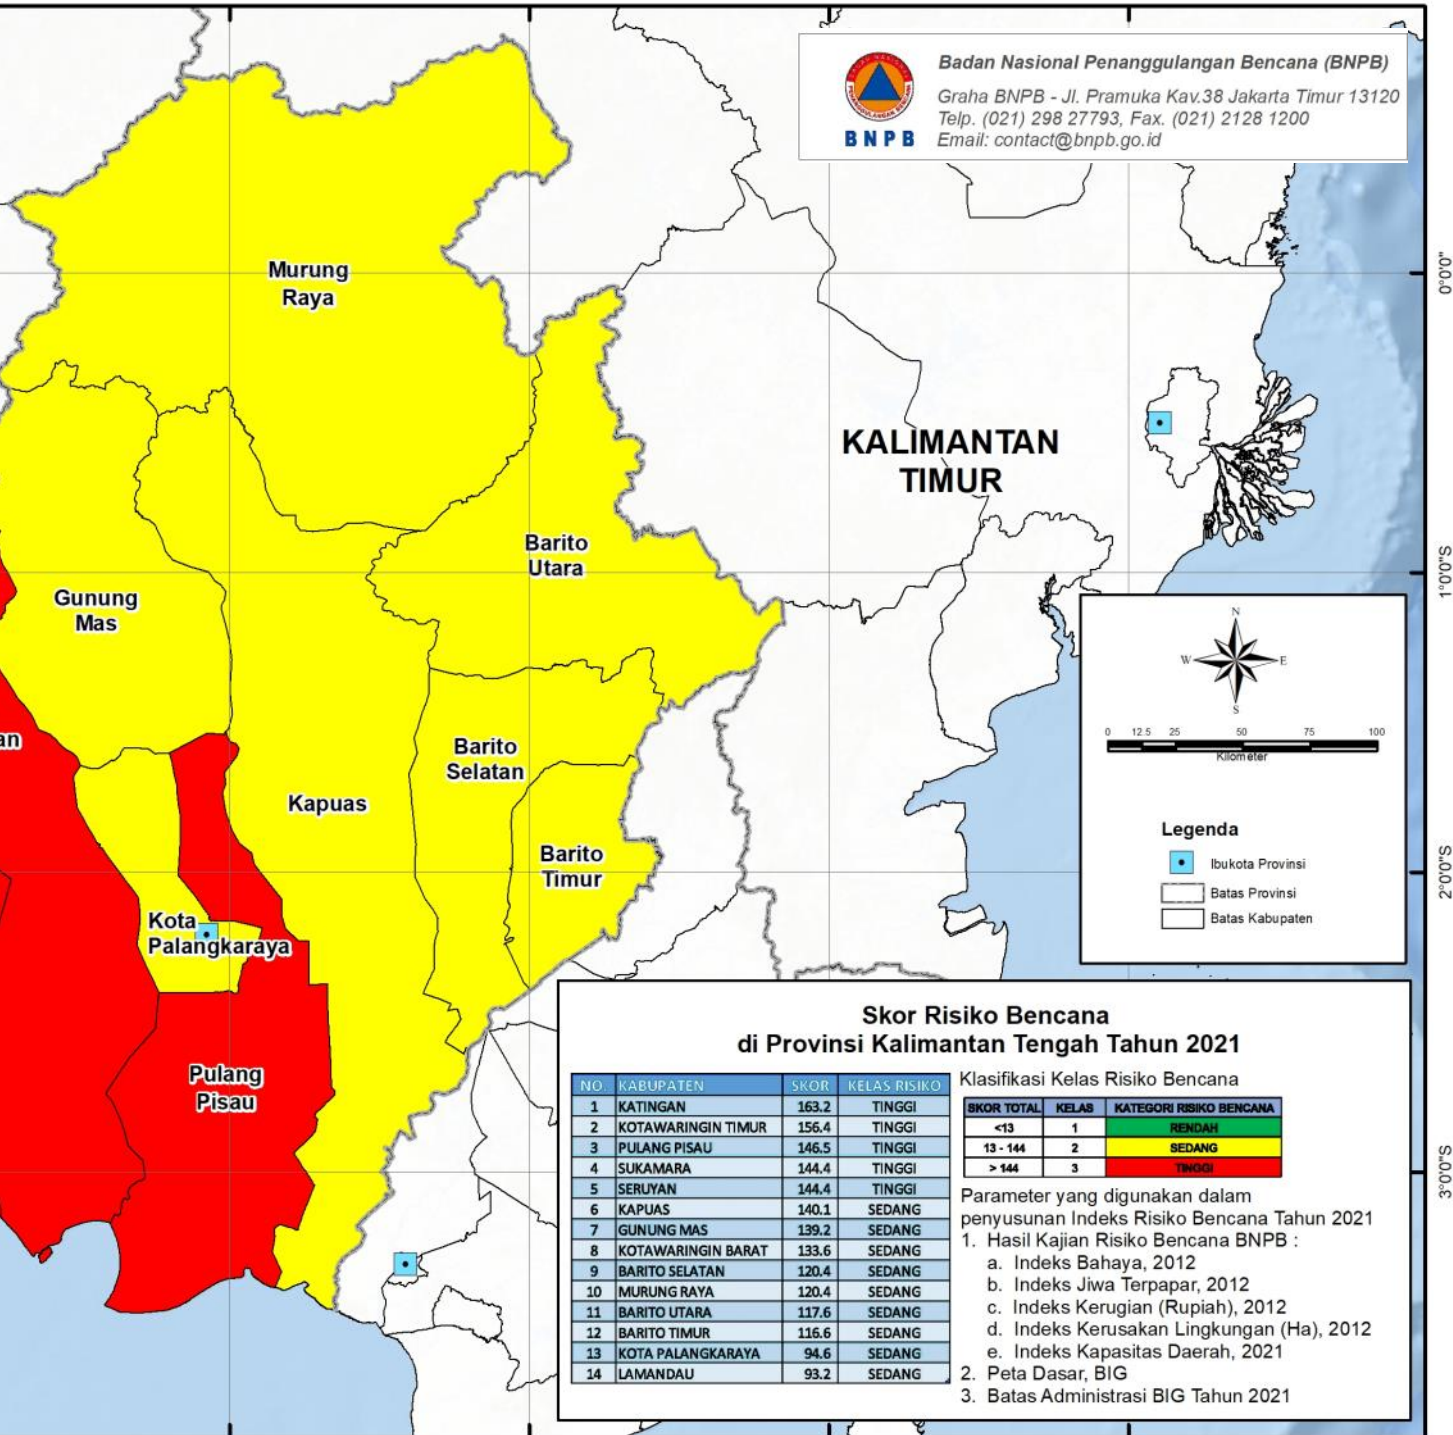 Badan Nasional Penanggulangan Bencana (BNPB)
Graha BNPB - Jl. Pramuka Kav.38 Jakarta Timur 13120
Telp. (021) 298 27793, Fax. (021) 2128 1200
Email: contact@bnpb.go.id
BNPB
0°0'0"
Murung
Raya
KALIMANTAN
TIMUR
Barito
Utara
1°0'0"S
Gunung
Mas
N
W
E
S
0 12.5 25 50 75 100
Kilometer
an
Barito
Selatan
Kapuas
Legenda
Ibukota Provinsi
Batas Provinsi
Batas Kabupaten
Barito
Timur
2°0'0"S
Kota
Palangkaraya
Pulang
Pisau
3°0'0"S
Skor Risiko Bencana
di Provinsi Kalimantan Tengah Tahun 2021
NO. KABUPATEN SKOR KELAS RISIKO
1 KATINGAN 163.2 TINGGI
2 KOTAWARINGIN TIMUR 156.4 TINGGI
3 PULANG PISAU 146.5 TINGGI
4 SUKAMARA 144.4 TINGGI
5 SERUYAN 144.4 TINGGI
6 KAPUAS 140.1 SEDANG
7 GUNUNG MAS 139.2 SEDANG
8 KOTAWARINGIN BARAT 133.6 SEDANG
9 BARITO SELATAN 120.4 SEDANG
10 MURUNG RAYA 120.4 SEDANG
11 BARITO UTARA 117.6 SEDANG
12 BARITO TIMUR 116.6 SEDANG
13 KOTA PALANGKARAYA 94.6 SEDANG
14 LAMANDAU 93.2 SEDANG
Klasifikasi Kelas Risiko Bencana
SKOR TOTAL KELAS KATEGORI RISIKO BENCANA
<13 1 RENDAH
13 - 144 2 SEDANG
> 144 3 TINGGI
Parameter yang digunakan dalam
penyusunan Indeks Risiko Bencana Tahun 2021
1. Hasil Kajian Risiko Bencana BNPB :
a. Indeks Bahaya, 2012
b. Indeks Jiwa Terpapar, 2012
c. Indeks Kerugian (Rupiah), 2012
d. Indeks Kerusakan Lingkungan (Ha), 2012
e. Indeks Kapasitas Daerah, 2021
2. Peta Dasar, BIG
3. Batas Administrasi BIG Tahun 2021